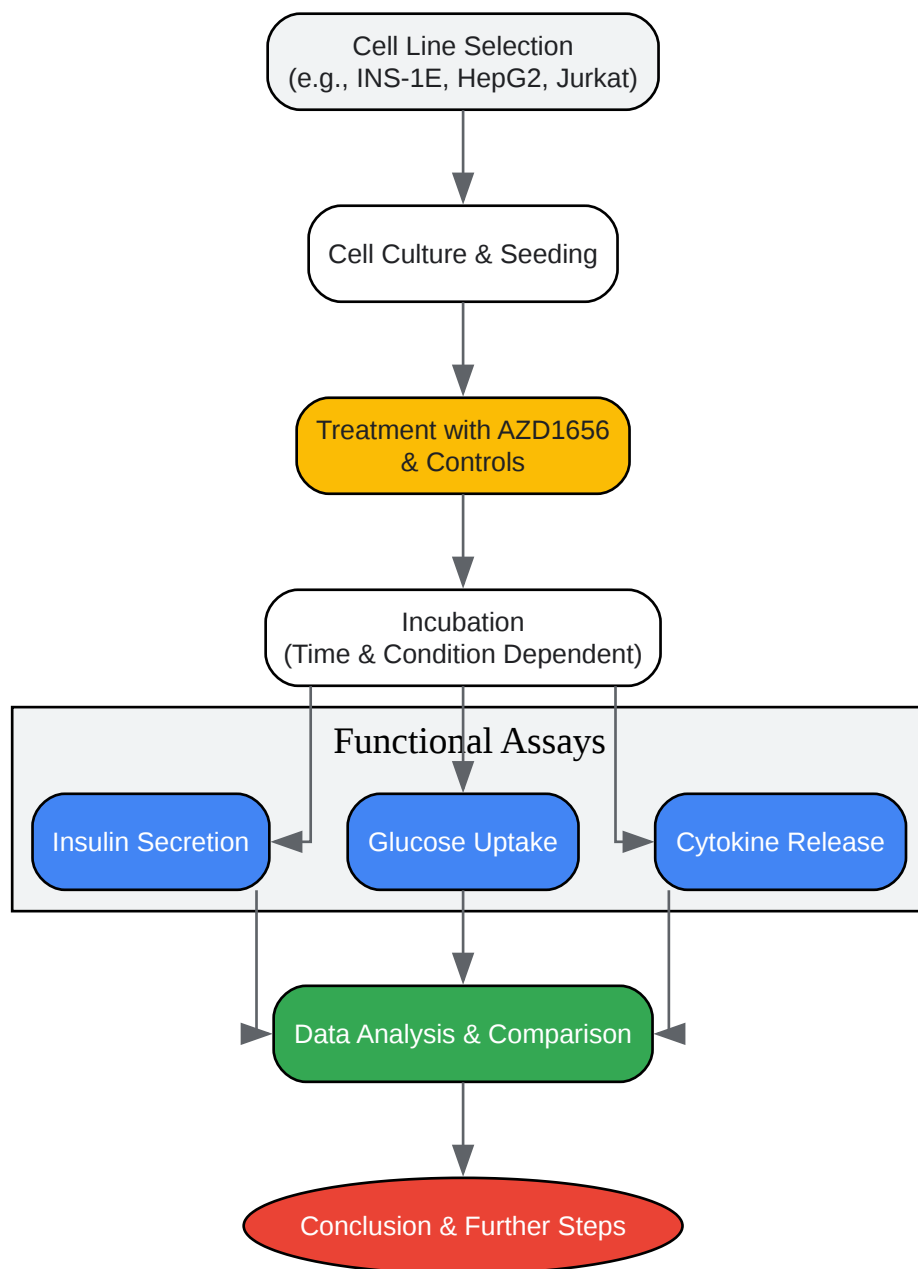 Cell Line Selection
(e.g., INS-1E, HepG2, Jurkat)
Cell Culture & Seeding
Treatment with AZD1656
& Controls
Incubation
(Time & Condition Dependent)
Functional Assays
Insulin Secretion
Glucose Uptake
Cytokine Release
Data Analysis & Comparison
Conclusion & Further Steps